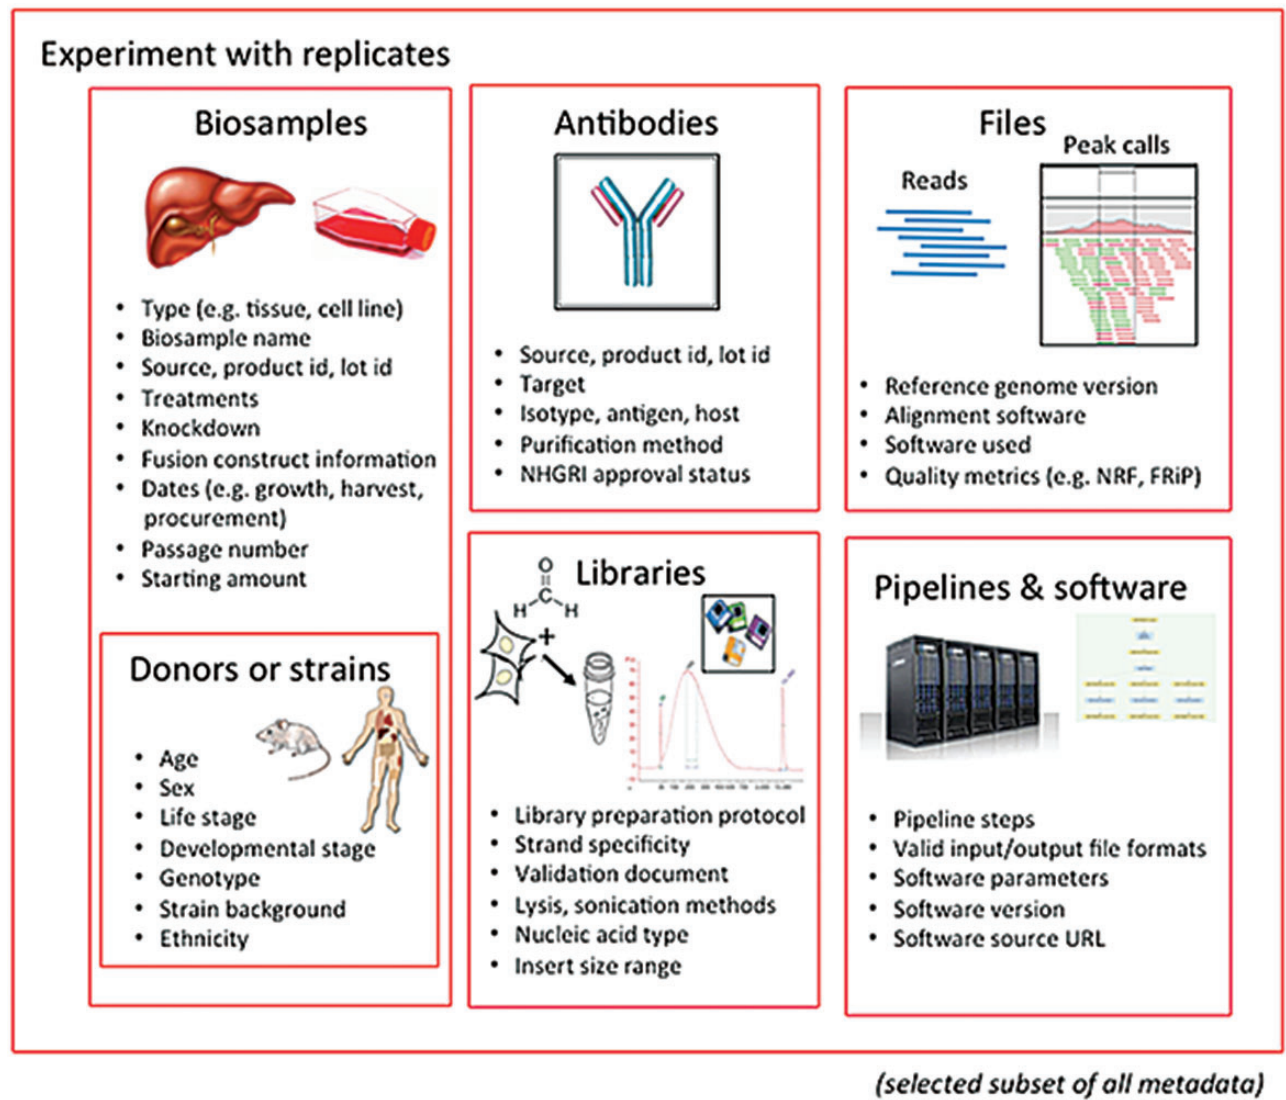 Experiment with replicates
Biosamples
• Type (e.g. tissue, cell line)
• Biosample name
• Source, product id, lot id
• Treatments
• Knockdown
• Fusion construct information
• Dates (e.g. growth, harvest,
procurement)
• Passage number
• Starting amount
Donors or strains
• Age
• Sex
• Life stage
• Developmental stage
• Genotype
• Strain background
• Ethnicity
Antibodies
• Source, product id, lot id
• Target
• Isotype, antigen, host
• Purification method
• NHGRI approval status
Libraries
O
H C H
+
• Library preparation protocol
• Strand specificity
• Validation document
• Lysis, sonication methods
• Nucleic acid type
• Insert size range
Files
Peak calls
Reads
• Reference genome version
• Alignment software
• Software used
• Quality metrics (e.g. NRF, FRiP)
Pipelines & software
• Pipeline steps
• Valid input/output file formats
• Software parameters
• Software version
• Software source URL
(selected subset of all metadata)